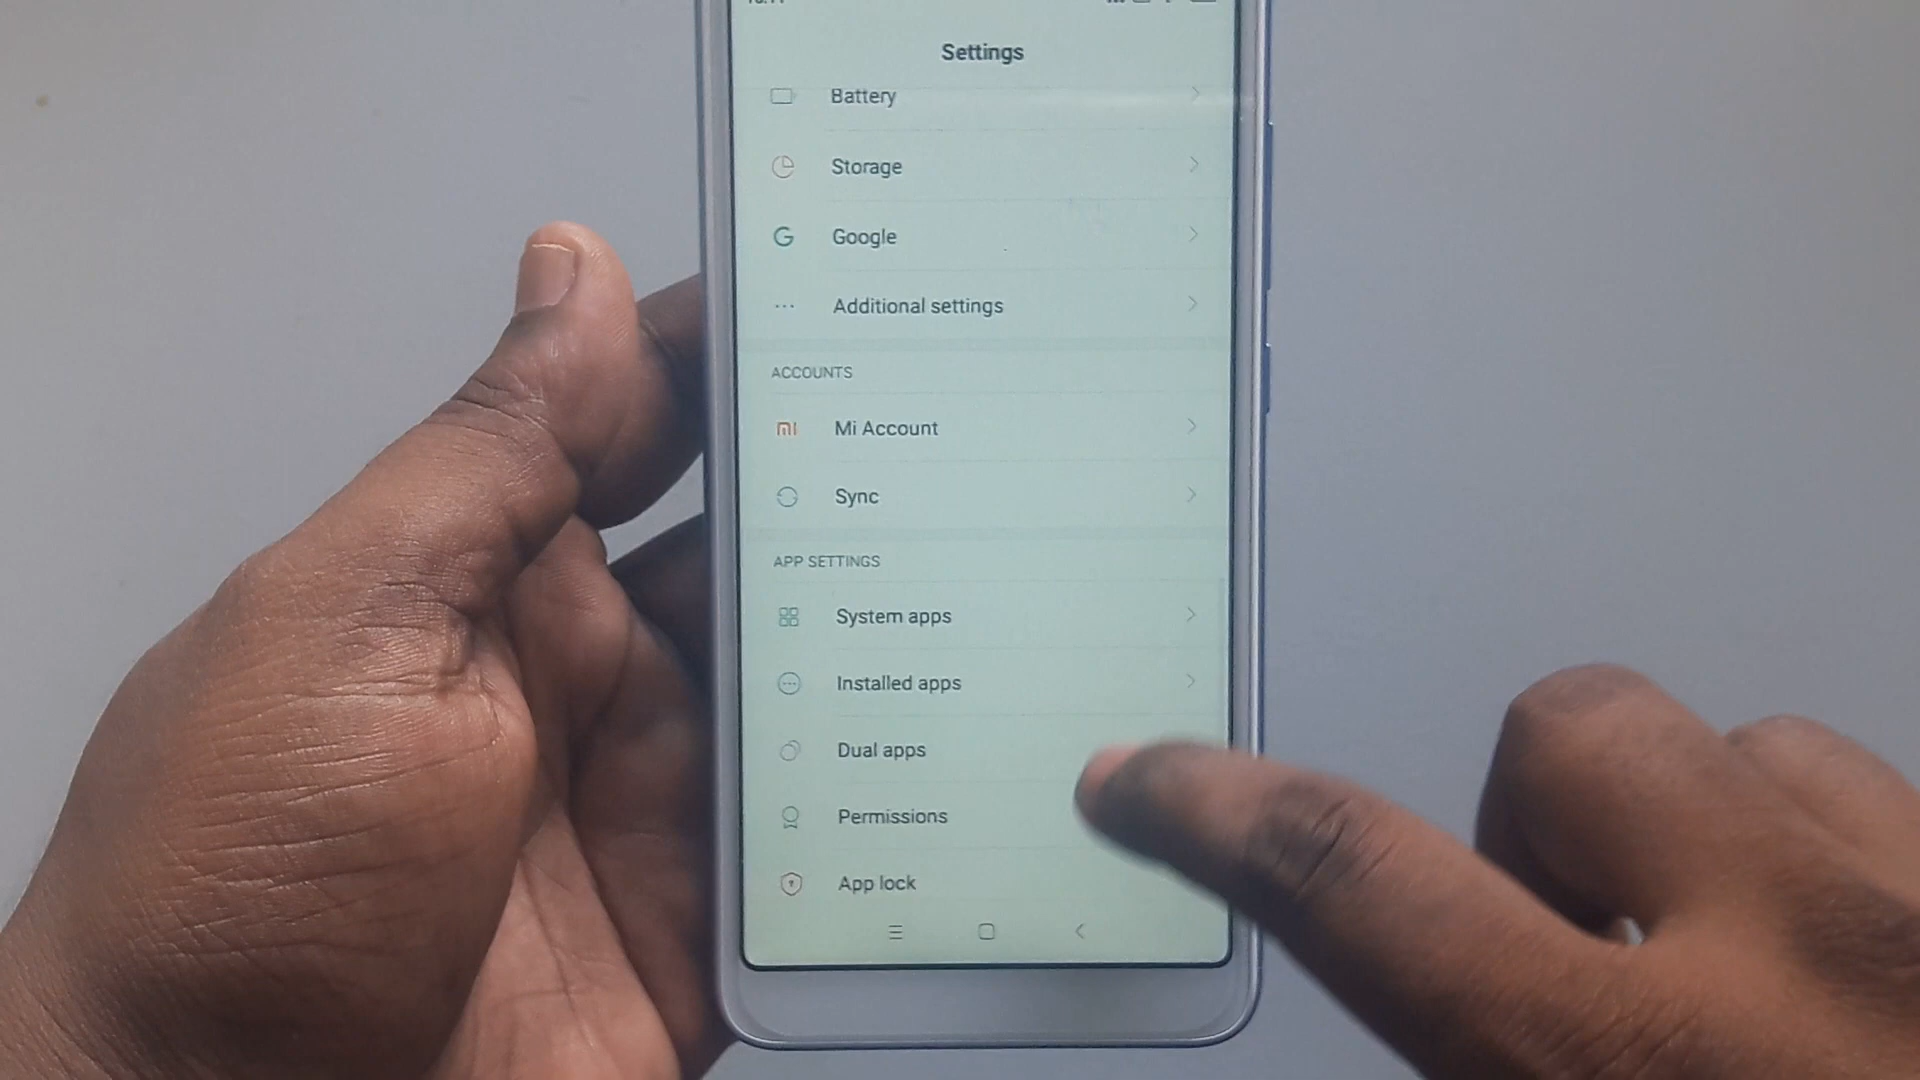 Settings
Battery
Storage
Google
Additional settings
ACCOUNTS
Mi Account
Sync
APP SETTINGS
System apps
Installed apps
Dual apps
Permissions
App lock